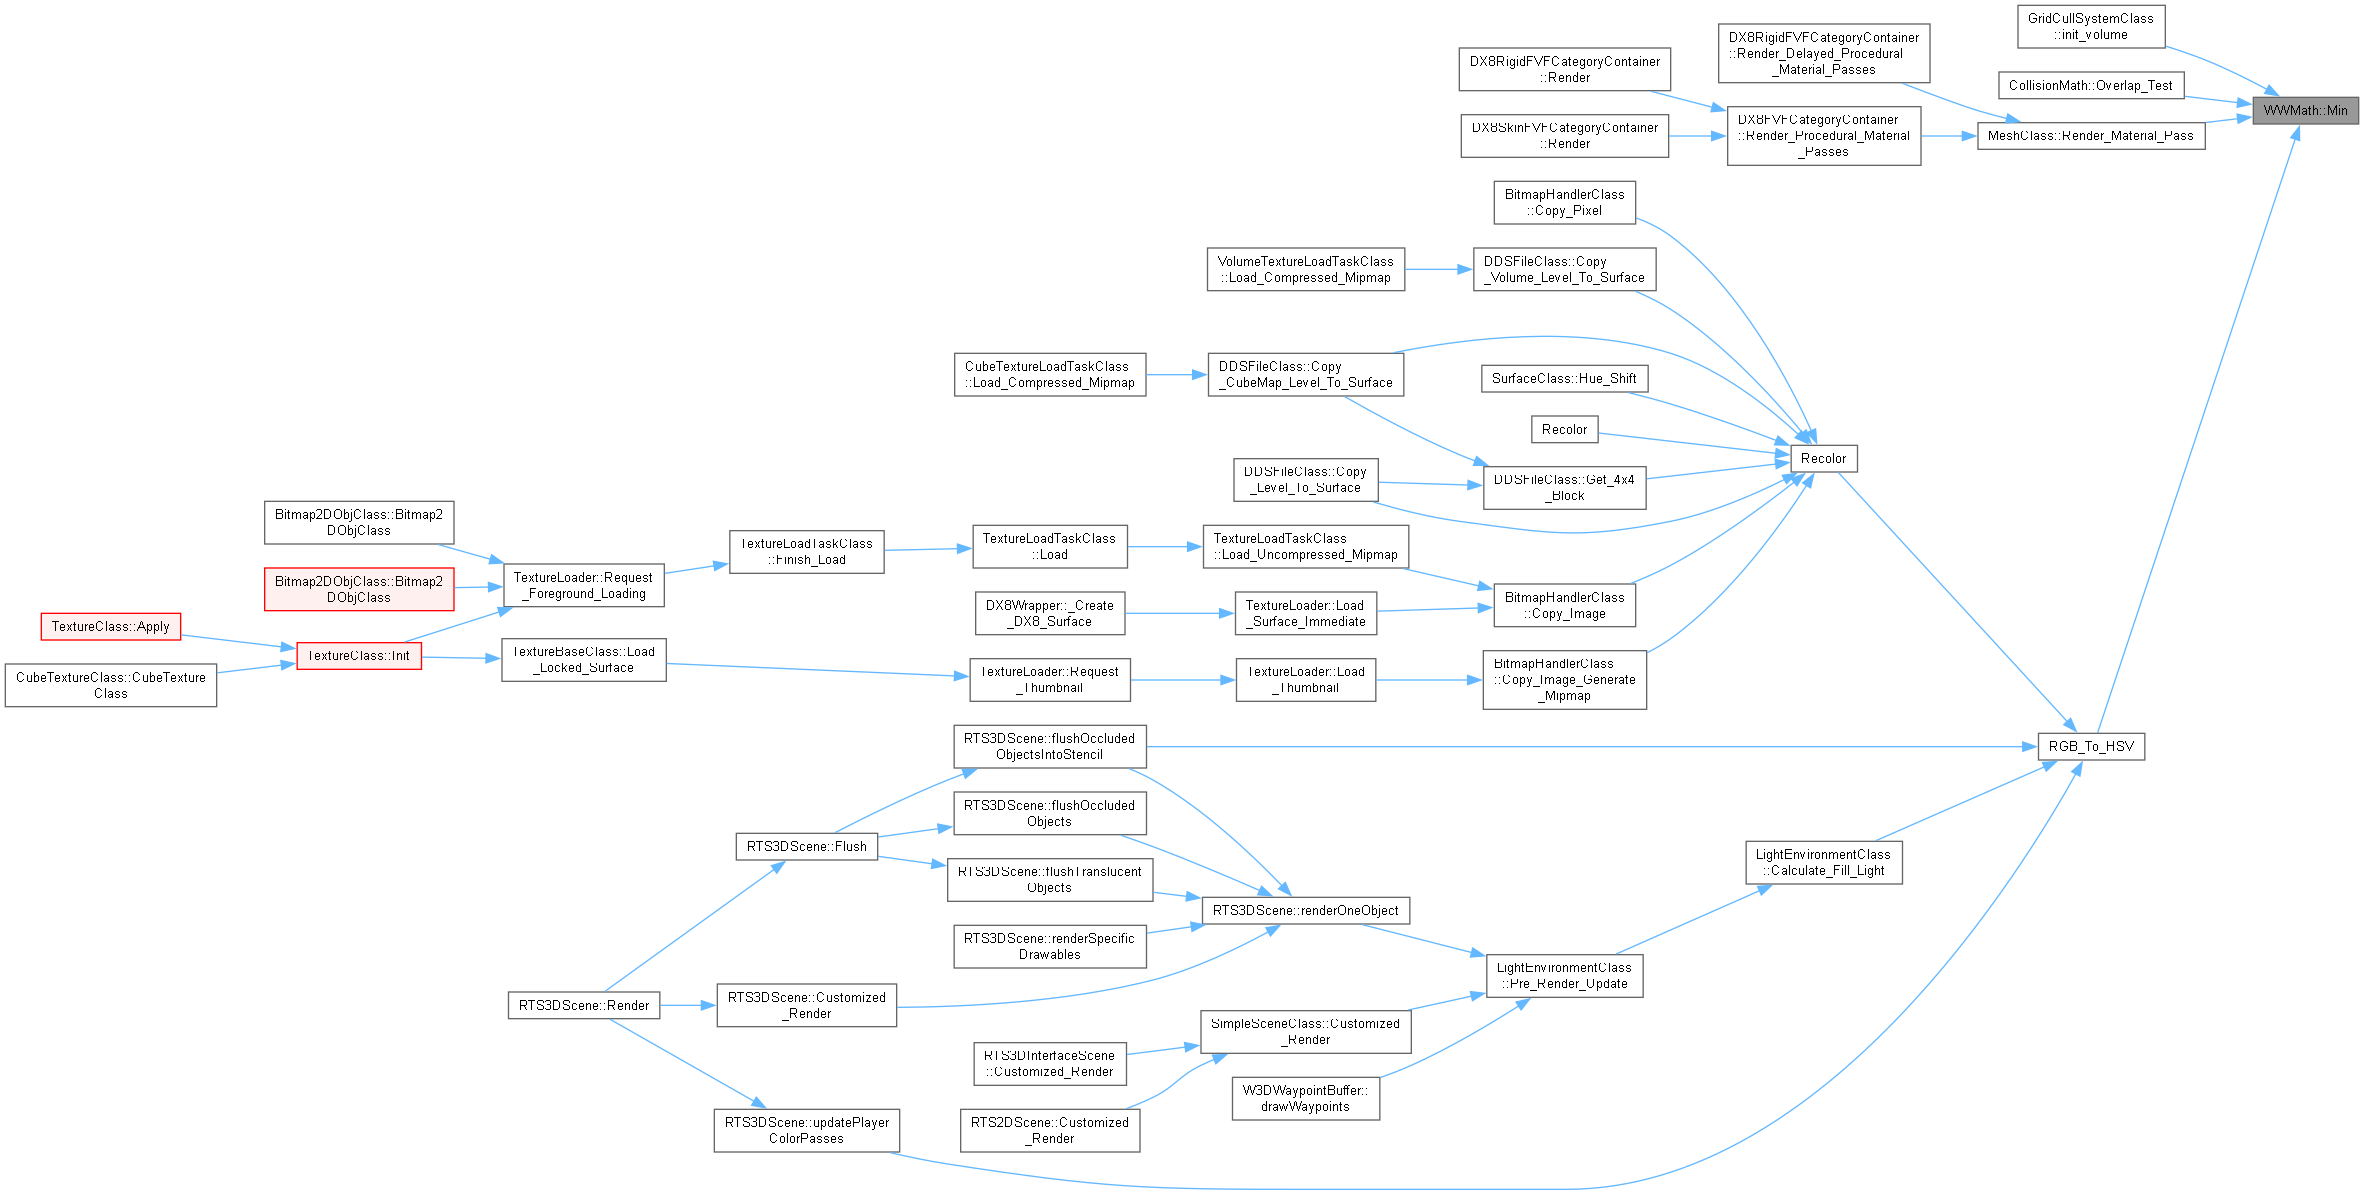 GridCullSystemClass
::init_volume
DX8RigidFVFCategoryContainer
::Render_Delayed_Procedural
_Material_Passes
DX8RigidFVFCategoryContainer
::Render
CollisionMath::Overlap_Test
WWMath::Min
DX8SkinFVFCategoryContainer
::Render
DX8FVFCategoryContainer
::Render_Procedural_Material
_Passes
MeshClass::Render_Material_Pass
BitmapHandlerClass
::Copy_Pixel
VolumeTextureLoadTaskClass
::Load_Compressed_Mipmap
DDSFileClass::Copy
_Volume_Level_To_Surface
CubeTextureLoadTaskClass
::Load_Compressed_Mipmap
DDSFileClass::Copy
_CubeMap_Level_To_Surface
SurfaceClass::Hue_Shift
Recolor
Recolor
DDSFileClass::Copy
_Level_To_Surface
DDSFileClass::Get_4x4
_Block
Bitmap2DObjClass::Bitmap2
DObjClass
TextureLoadTaskClass
::Finish_Load
TextureLoadTaskClass
::Load
TextureLoadTaskClass
::Load_Uncompressed_Mipmap
Bitmap2DObjClass::Bitmap2
DObjClass
TextureLoader::Request
_Foreground_Loading
BitmapHandlerClass
::Copy_Image
DX8Wrapper::_Create
_DX8_Surface
TextureLoader::Load
_Surface_Immediate
TextureClass::Apply
TextureClass::Init
TextureBaseClass::Load
_Locked_Surface
CubeTextureClass::CubeTexture
Class
TextureLoader::Request
_Thumbnail
TextureLoader::Load
_Thumbnail
BitmapHandlerClass
::Copy_Image_Generate
_Mipmap
RTS3DScene::flushOccluded
ObjectsIntoStencil
RGB_To_HSV
RTS3DScene::flushOccluded
Objects
RTS3DScene::Flush
RTS3DScene::flushTranslucent
Objects
LightEnvironmentClass
::Calculate_Fill_Light
RTS3DScene::renderOneObject
RTS3DScene::renderSpecific
Drawables
LightEnvironmentClass
::Pre_Render_Update
RTS3DScene::Render
RTS3DScene::Customized
_Render
SimpleSceneClass::Customized
_Render
RTS3DInterfaceScene
::Customized_Render
W3DWaypointBuffer::
drawWaypoints
RTS3DScene::updatePlayer
ColorPasses
RTS2DScene::Customized
_Render